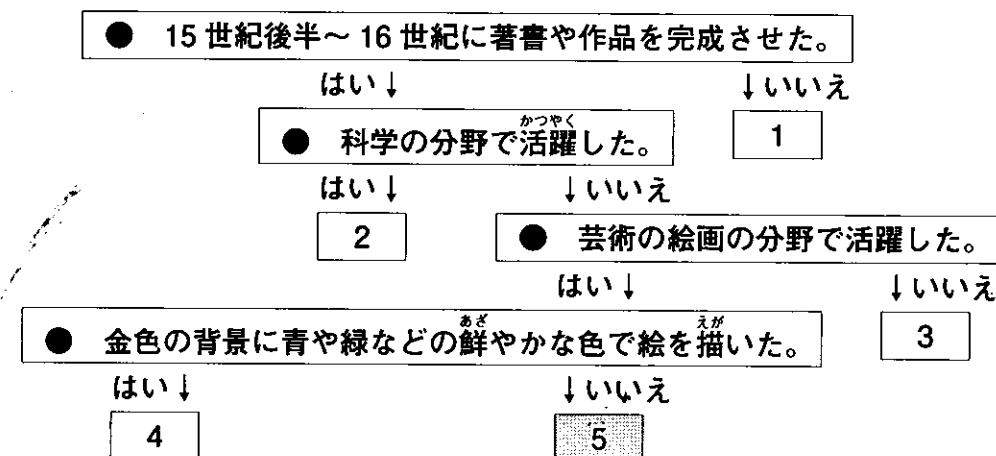 ● 15世紀後半～16世紀に著書や作品を完成させた。
はい↓ ↓いいえ
● 科学の分野で活躍した。 1
かつやく
はい↓ ↓いいえ
2 ● 芸術の絵画の分野で活躍した。
はい↓ ↓いいえ
● 金色の背景に青や緑などの鮮やかな色で絵を描いた。 3
あざ えが
はい↓ ↓いいえ
4 5